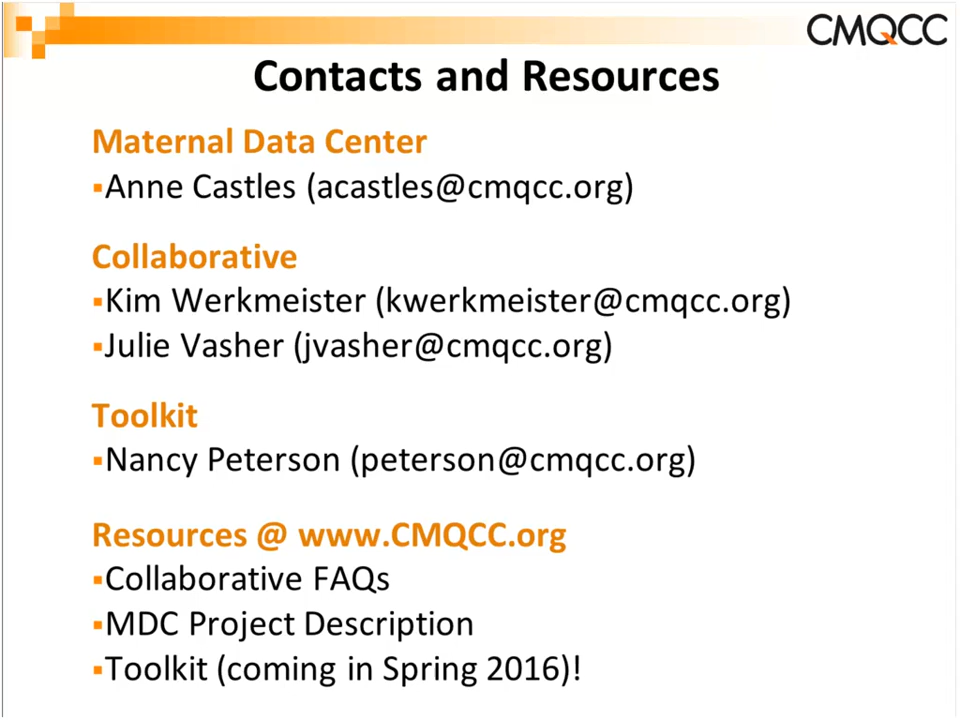 CMQCC
Contacts and Resources
Maternal Data Center
▪Anne Castles (acastles@cmqcc.org)
Collaborative
▪Kim Werkmeister (kwerkmeister@cmqcc.org)
▪Julie Vasher (jvasher@cmqcc.org)
Toolkit
▪Nancy Peterson (peterson@cmqcc.org)
Resources @ www.CMQCC.org
▪Collaborative FAQs
▪MDC Project Description
▪Toolkit (coming in Spring 2016)!